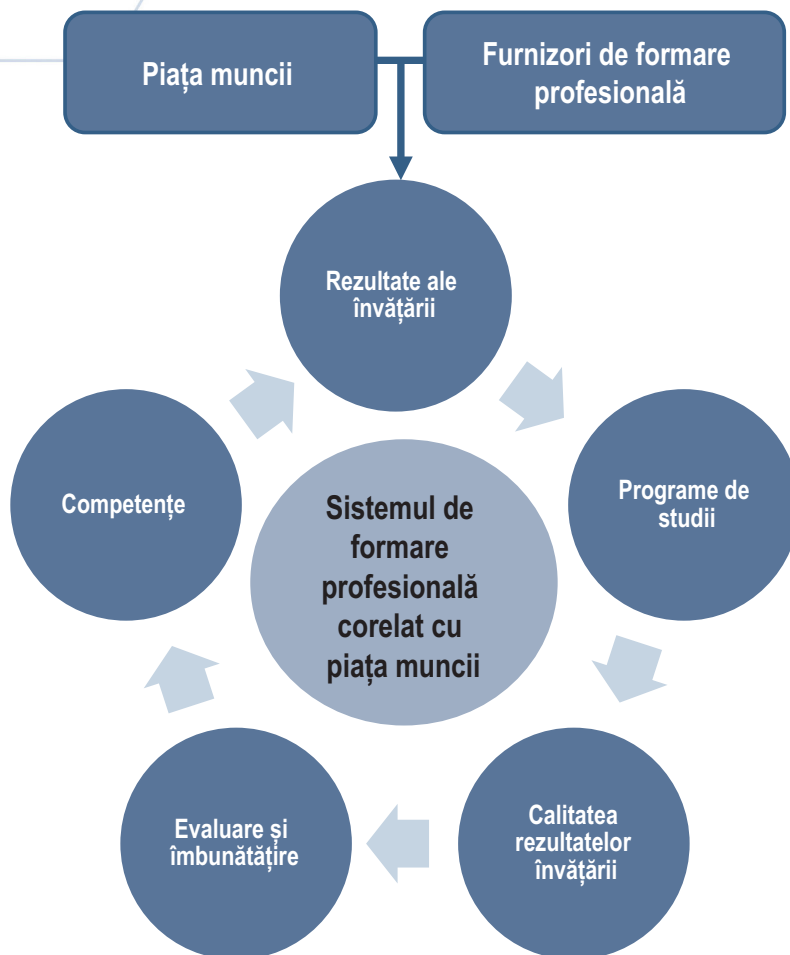 Piața muncii
Furnizori de formare
profesională
Rezultate ale
învățării
Programe de
studii
Calitatea
rezultatelor
învățării
Evaluare și
îmbunătățire
Competențe
Sistemul de
formare
profesională
corelat cu
piața muncii